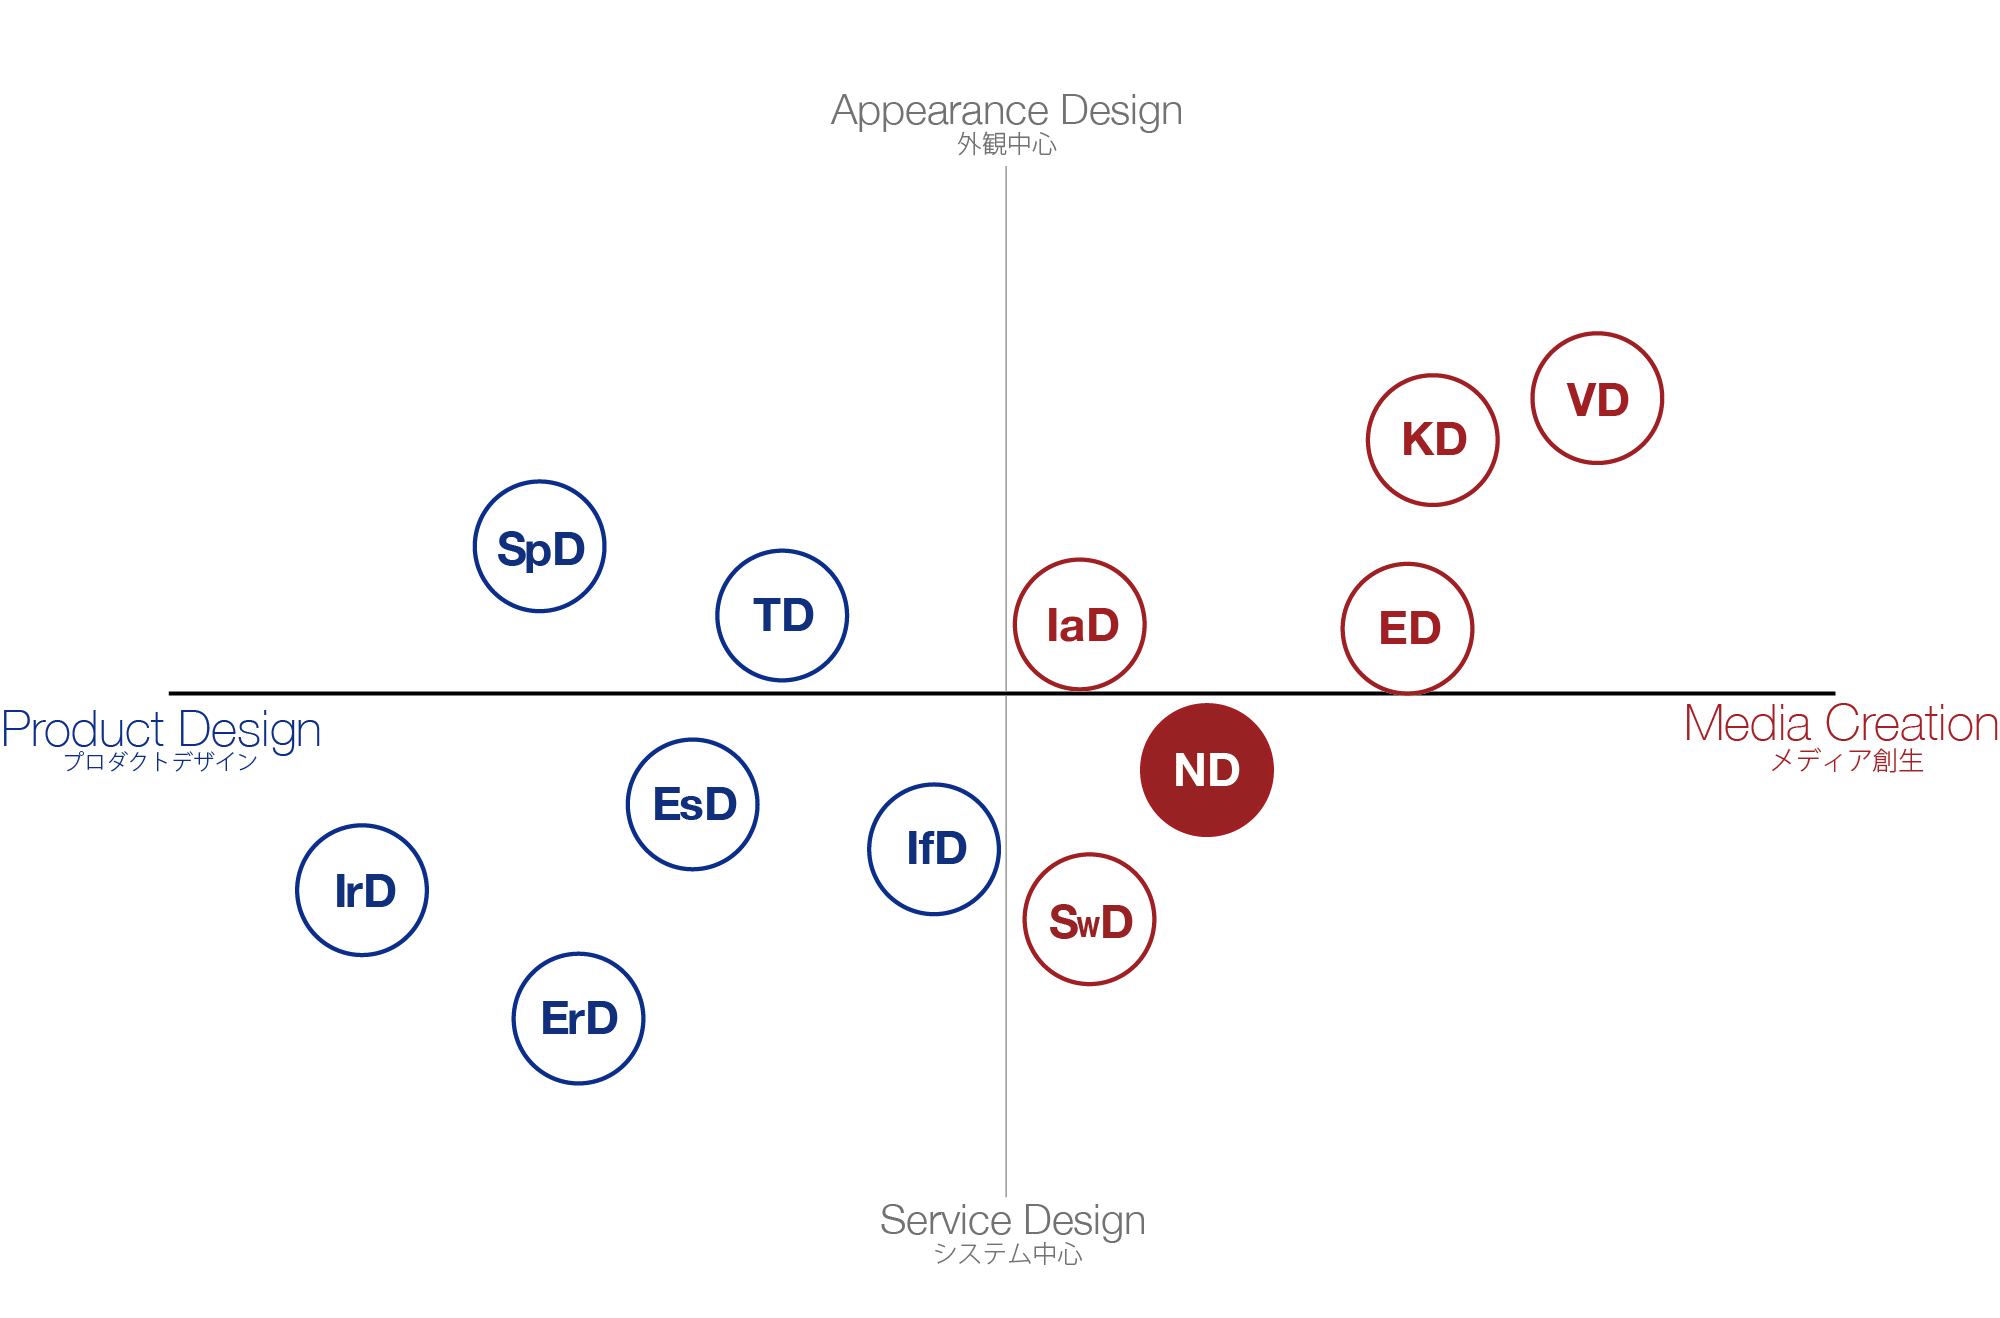 Appearance Design
外観中心
VD
KD
SpD
TD
IaD
ED
Product Design
プロダクトデザイン
Media Creation
メディア創生
ND
EsD
IfD
IrD
SwD
ErD
Service Design
システム中心